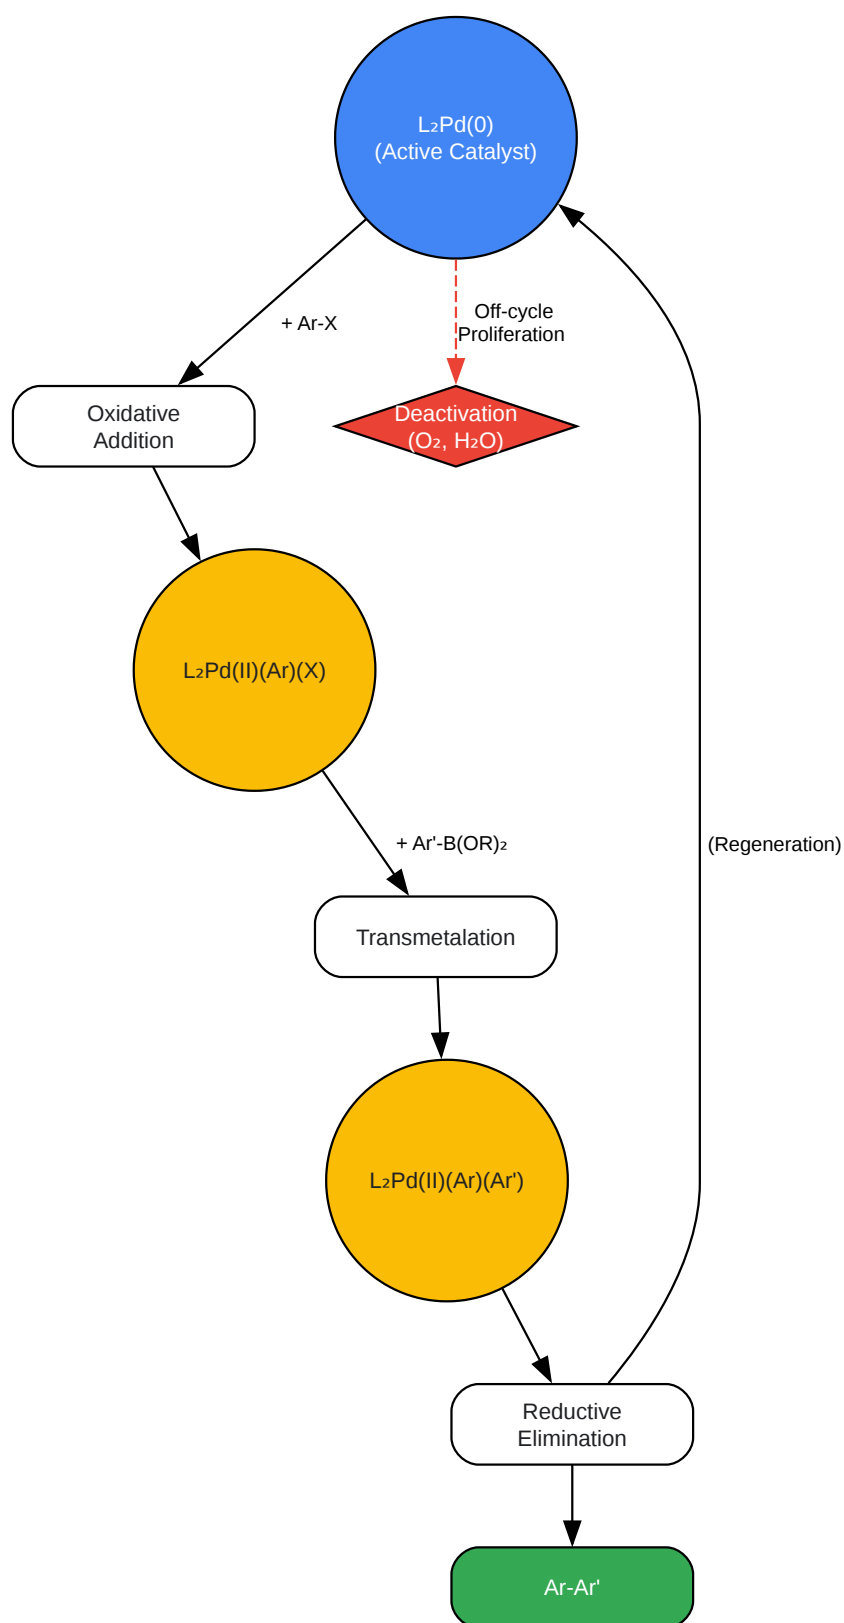 L₂Pd(0)
(Active Catalyst)
+ Ar-X
Off-cycle
Proliferation
Oxidative
Addition
Deactivation
(O₂, H₂O)
L₂Pd(II)(Ar)(X)
+ Ar'-B(OR)₂
(Regeneration)
Transmetalation
L₂Pd(II)(Ar)(Ar')
Reductive
Elimination
Ar-Ar'